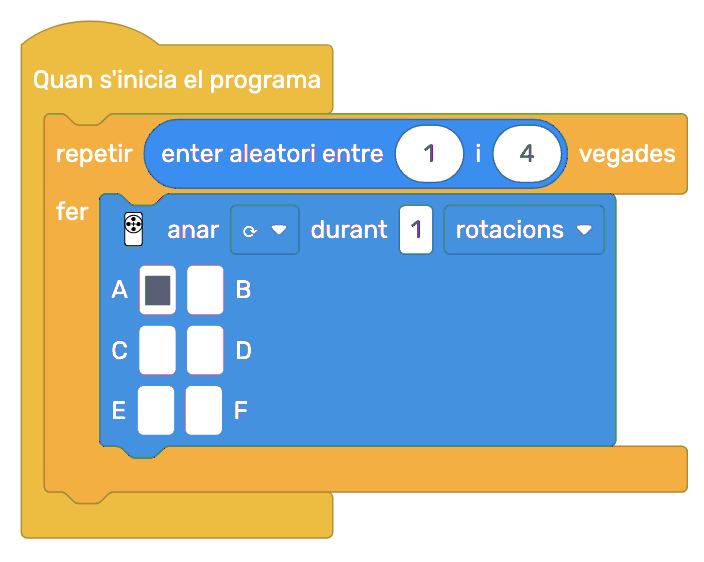 Quan s'inicia el programa
repetir enter aleatori entre 1 i 4 vegades
fer
anar ⟳ durant 1 rotacions
A B
C D
E F